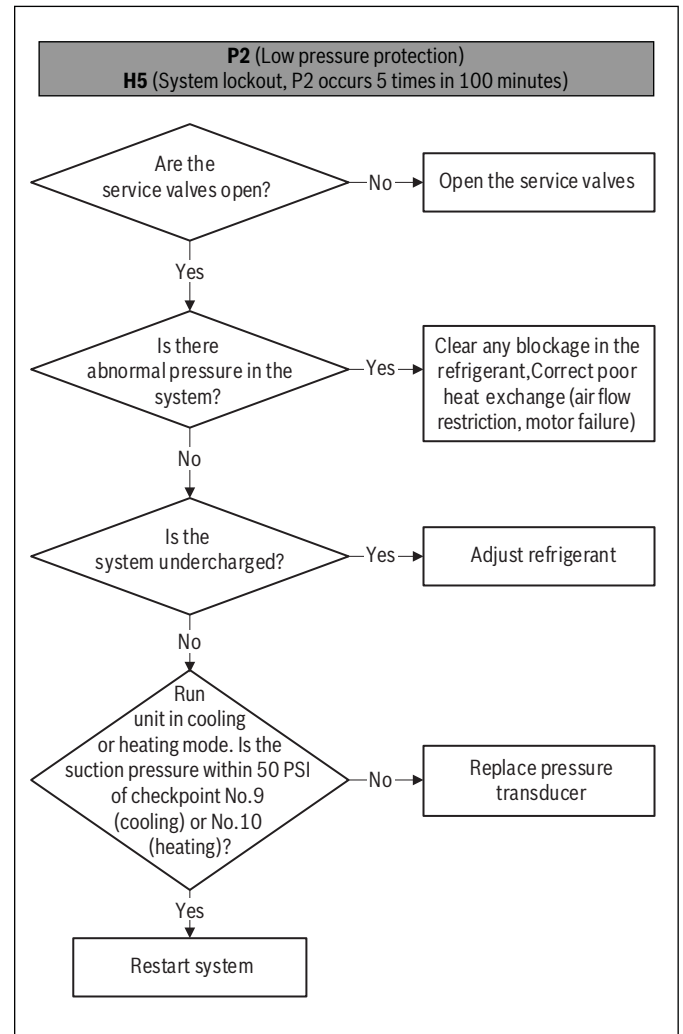 P2 (Low pressure protection)
H5 (System lockout, P2 occurs 5 times in 100 minutes)
Are the
service valves open?
No
Open the service valves
Yes
Is there
abnormal pressure in the
system?
Yes
Clear any blockage in the
refrigerant,Correct poor
heat exchange (air flow
restriction, motor failure)
No
Is the
system undercharged?
Yes
Adjust refrigerant
No
Run
unit in cooling
or heating mode. Is the
suction pressure within 50 PSI
of checkpoint No.9
(cooling) or No.10
(heating)?
No
Replace pressure
transducer
Yes
Restart system